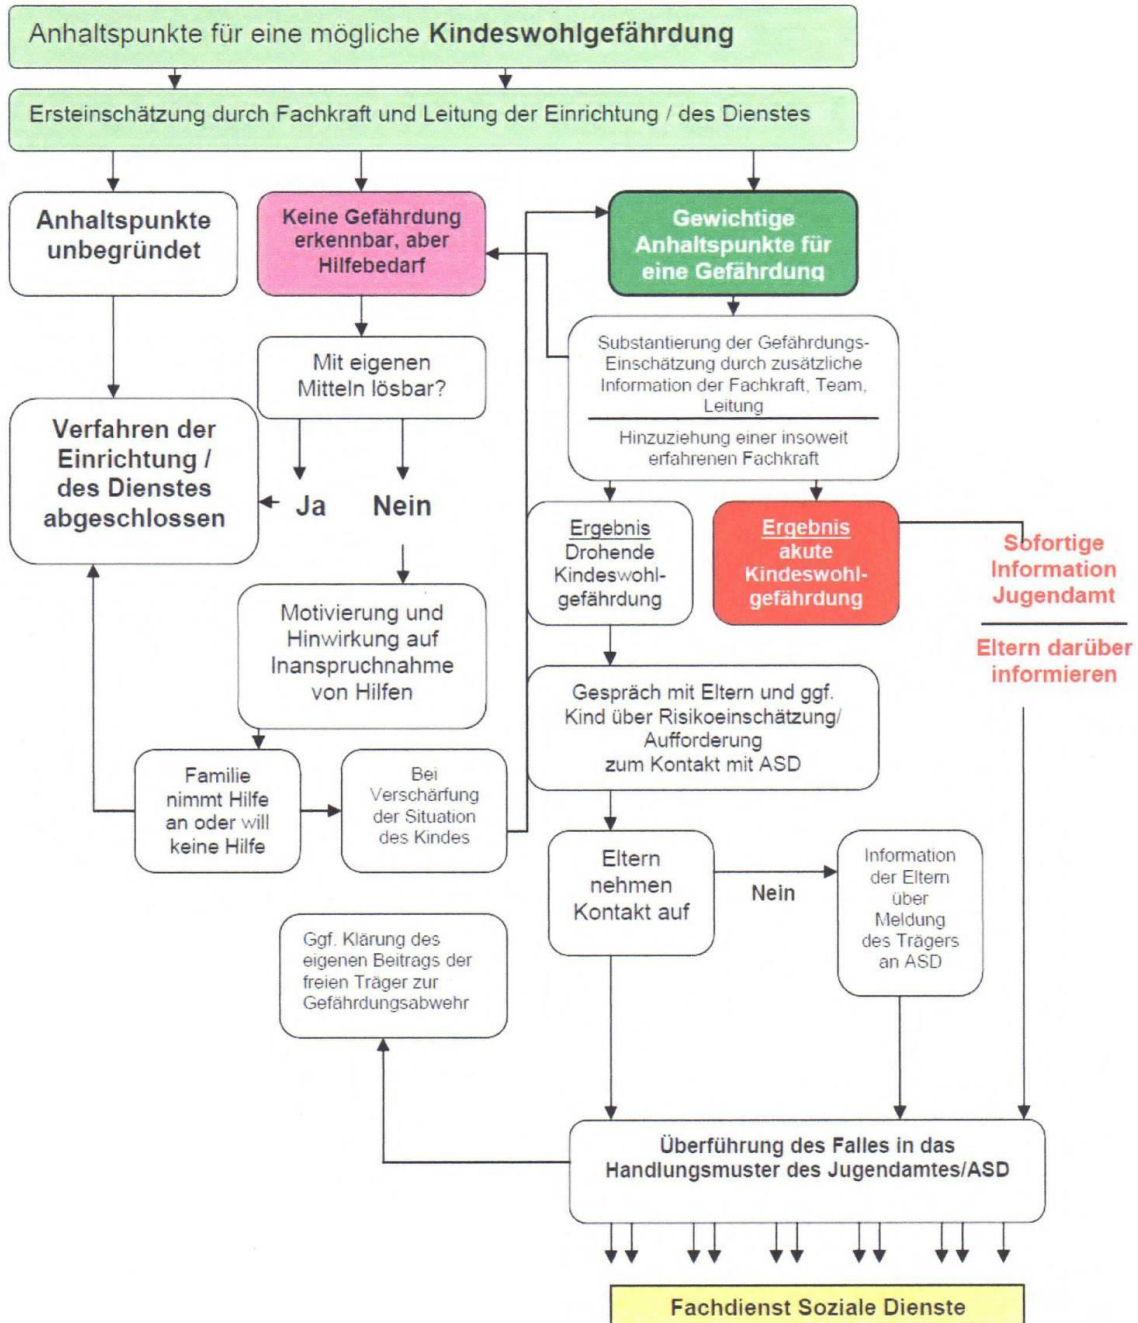 Anhaltspunkte für eine mögliche Kindeswohlgefährdung
Ersteinschätzung durch Fachkraft und Leitung der Einrichtung / des Dienstes
Anhaltspunkte
unbegründet
Keine Gefährdung
erkennbar, aber
Hilfebedarf
Gewichtige
Anhaltspunkte für
eine Gefährdung
Mit eigenen
Mitteln lösbar?
Substantierung der Gefährdungs-
Einschätzung durch zusätzliche
Information der Fachkraft, Team,
Leitung
Hinzuziehung einer insoweit
erfahrenen Fachkraft
Verfahren der
Einrichtung /
des Dienstes
abgeschlossen
Ja
Nein
Ergebnis
Drohende
Kindeswohl-
gefährdung
Ergebnis
akute
Kindeswohl-
gefährdung
Sofortige
Information
Jugendamt
Eltern darüber
informieren
Motivierung und
Hinwirkung auf
Inanspruchnahme
von Hilfen
Gespräch mit Eltern und ggf.
Kind über Risikoeinschätzung/
Aufforderung
zum Kontakt mit ASD
Familie
nimmt Hilfe
an oder will
keine Hilfe
Bei
Verschärfung
der Situation
des Kindes
Eltern
nehmen
Kontakt auf
Nein
Information
der Eltern
über
Meldung
des Trägers
an ASD
Ggf. Klärung des
eigenen Beitrags der
freien Träger zur
Gefährdungsabwehr
Überführung des Falles in das
Handlungsmuster des Jugendamtes/ASD
Fachdienst Soziale Dienste